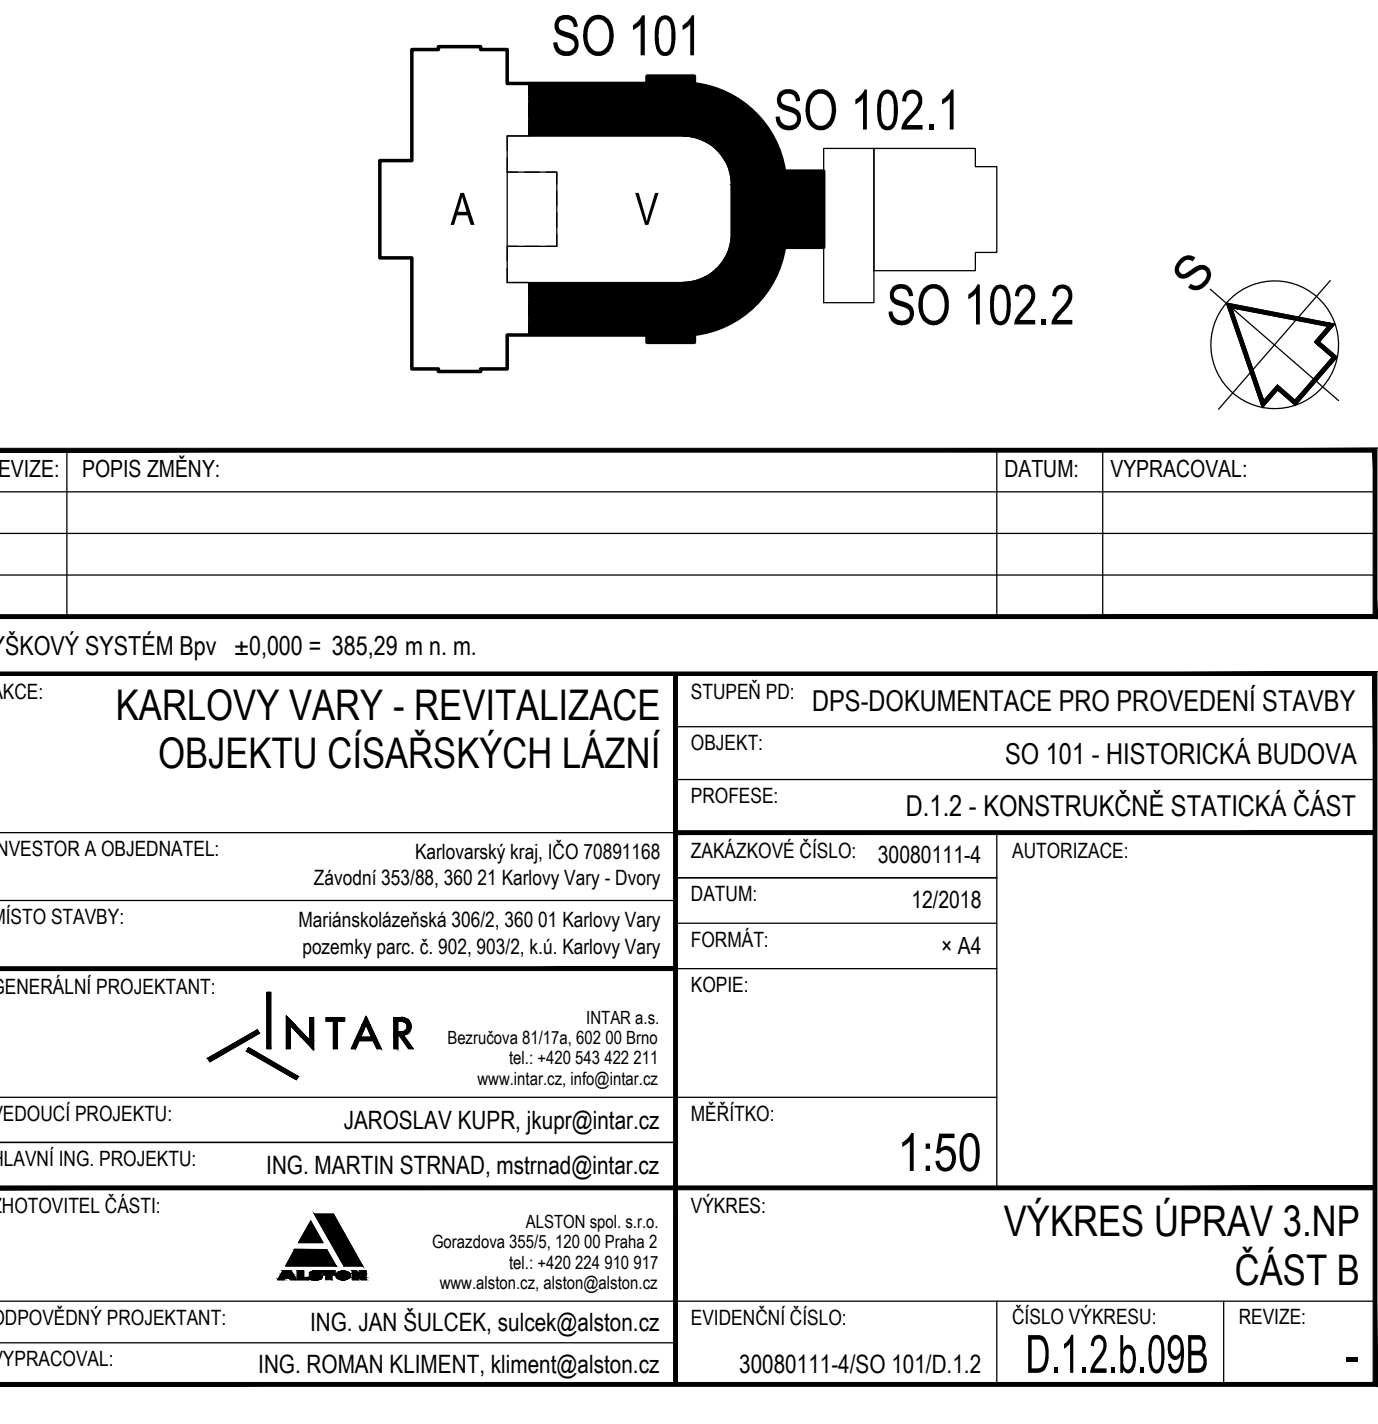 SO 101
SO 102.1
A
V
SO 102.2
S
EVIZE:
POPIS ZMĚNY:
DATUM:
VYPRACOVAL:
YŠKOVÝ SYSTÉM Bpv ±0,000 = 385,29 m n. m.
AKCE:
KARLOVY VARY - REVITALIZACE
OBJEKTU CÍSAŘSKÝCH LÁZNÍ
STUPEŇ PD: DPS-DOKUMENTACE PRO PROVEDENÍ STAVBY
OBJEKT:
SO 101 - HISTORICKÁ BUDOVA
PROFESE:
D.1.2 - KONSTRUKČNĚ STATICKÁ ČÁST
INVESTOR A OBJEDNATEL:
Karlovarský kraj, IČO 70891168
Závodní 353/88, 360 21 Karlovy Vary - Dvory
MÍSTO STAVBY:
Mariánskolázeňská 306/2, 360 01 Karlovy Vary
pozemky parc. č. 902, 903/2, k.ú. Karlovy Vary
ZAKÁZKOVÉ ČÍSLO: 30080111-4
DATUM: 12/2018
FORMÁT: × A4
KOPIE:
MĚŘÍTKO:
1:50
AUTORIZACE:
GENERÁLNÍ PROJEKTANT:
INTAR
INTAR a.s.
Bezručova 81/17a, 602 00 Brno
tel.: +420 543 422 211
www.intar.cz, info@intar.cz
VEDOUCÍ PROJEKTU: JAROSLAV KUPR, jkupr@intar.cz
HLAVNÍ ING. PROJEKTU: ING. MARTIN STRNAD, mstrnad@intar.cz
ZHOTOVITEL ČÁSTI:
ALSTON
ALSTON spol. s.r.o.
Gorazdova 355/5, 120 00 Praha 2
tel.: +420 224 910 917
www.alston.cz, alston@alston.cz
ODPOVĚDNÝ PROJEKTANT: ING. JAN ŠULCEK, sulcek@alston.cz
VYPRACOVAL: ING. ROMAN KLIMENT, kliment@alston.cz
VÝKRES:
VÝKRES ÚPRAV 3.NP
ČÁST B
EVIDENČNÍ ČÍSLO:
30080111-4/SO 101/D.1.2
ČÍSLO VÝKRESU:
D.1.2.b.09B
REVIZE:
-